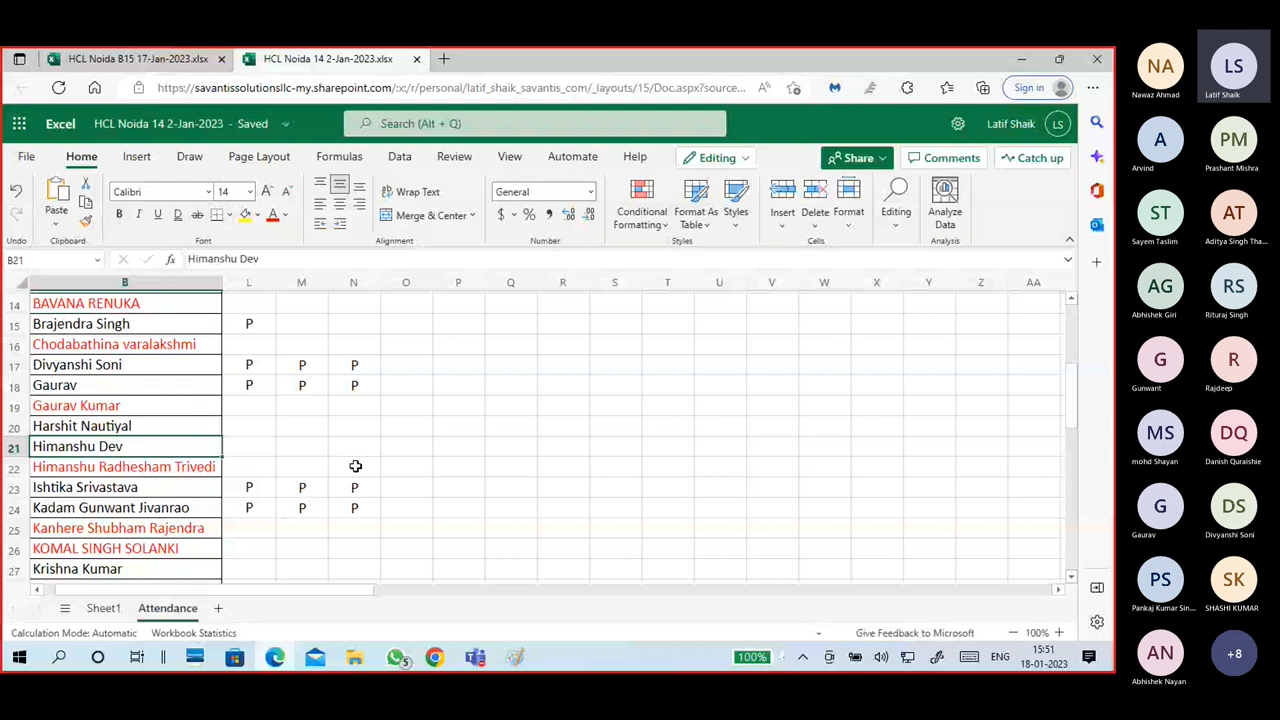 HCL Noida B15 17-Jan-2023.xlsx
HCL Noida 14 2-Jan-2023.xlsx
https://savantissolutionsllc-my.sharepoint.com/:x:/r/personal/latif_shaik_savantis_com/_layouts/15/Doc.aspx?source...
Sign in
Excel
HCL Noida 14 2-Jan-2023 - Saved
Search (Alt + Q)
Latif Shaik
LS
File Home Insert Draw Page Layout Formulas Data Review View Automate Help
Editing
Share
Comments
Catch up
Paste
Calibri
14
Wrap Text
Merge & Center
General
Conditional Formatting
Format As Table
Styles
Insert
Delete
Format
Editing
Analyze Data
Undo
Clipboard
Font
Alignment
Number
Styles
Cells
Analysis
B21
Himanshu Dev
B L M N O P Q R S T U V W X Y Z AA
14 BAVANA RENUKA
15 Brajendra Singh P
16 Chodabathina varalakshmi
17 Divyanshi Soni P P P
18 Gaurav P P P
19 Gaurav Kumar
20 Harshit Nautiyal
21 Himanshu Dev
22 Himanshu Radhesham Trivedi
23 Ishtika Srivastava P P P
24 Kadam Gunwant Jivanrao P P P
25 Kanhere Shubham Rajendra
26 KOMAL SINGH SOLANKI
27 Krishna Kumar
Sheet1
Attendance
Calculation Mode: Automatic
Workbook Statistics
Give Feedback to Microsoft
100%
5
100%
ENG
15:51
18-01-2023
NA
Nawaz Ahmad
LS
Latif Shaik
A
Arvind
PM
Prashant Mishra
ST
Sayem Taslim
AT
Aditya Singh Tha...
AG
Abhishek Giri
RS
Rituraj Singh
G
Gunwant
R
Rajdeep
MS
mohd Shayan
DQ
Danish Quraishie
G
Gaurav
DS
Divyanshi Soni
PS
Pankaj Kumar Sin...
SK
SHASHI KUMAR
AN
Abhishek Nayan
+8